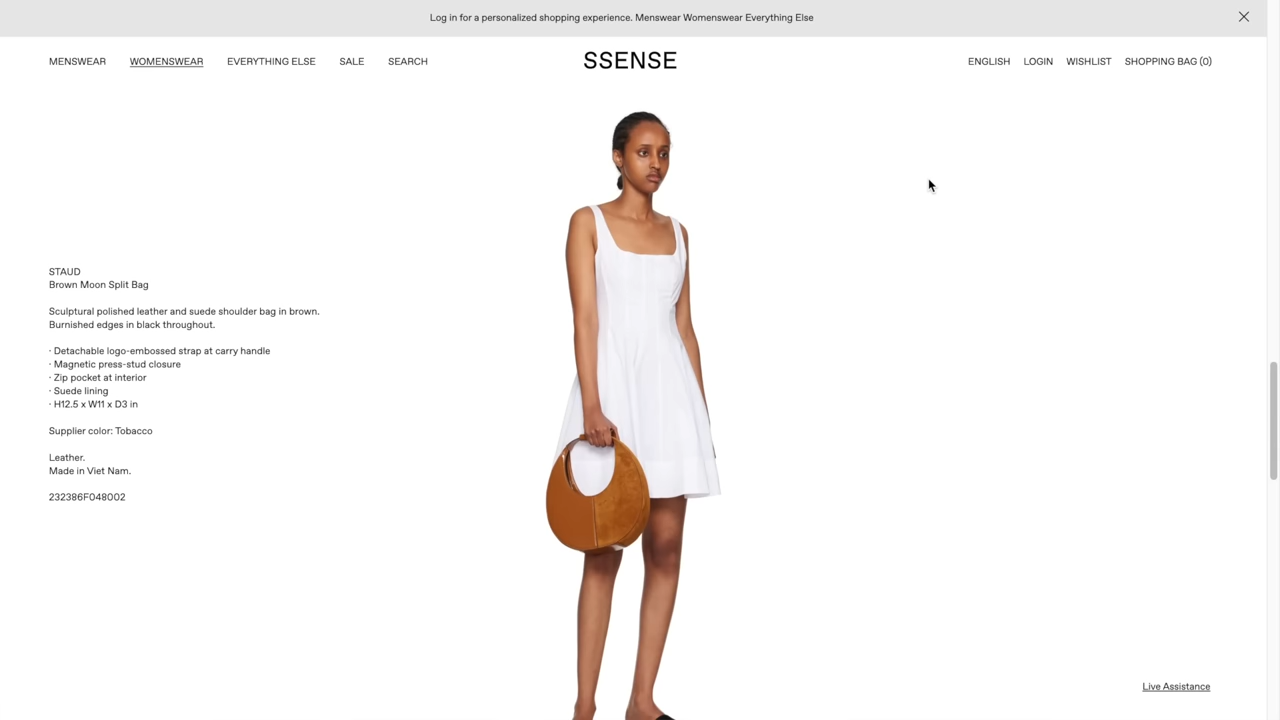 Log in for a personalized shopping experience. Menswear Womenswear Everything Else
MENSWEAR WOMENSWEAR EVERYTHING ELSE SALE SEARCH SSENSE ENGLISH LOGIN WISHLIST SHOPPING BAG (0)
STAUD
Brown Moon Split Bag
Sculptural polished leather and suede shoulder bag in brown.
Burnished edges in black throughout.
· Detachable logo-embossed strap at carry handle
· Magnetic press-stud closure
· Zip pocket at interior
· Suede lining
· H12.5 x W11 x D3 in
Supplier color: Tobacco
Leather.
Made in Viet Nam.
232386F048002
Live Assistance